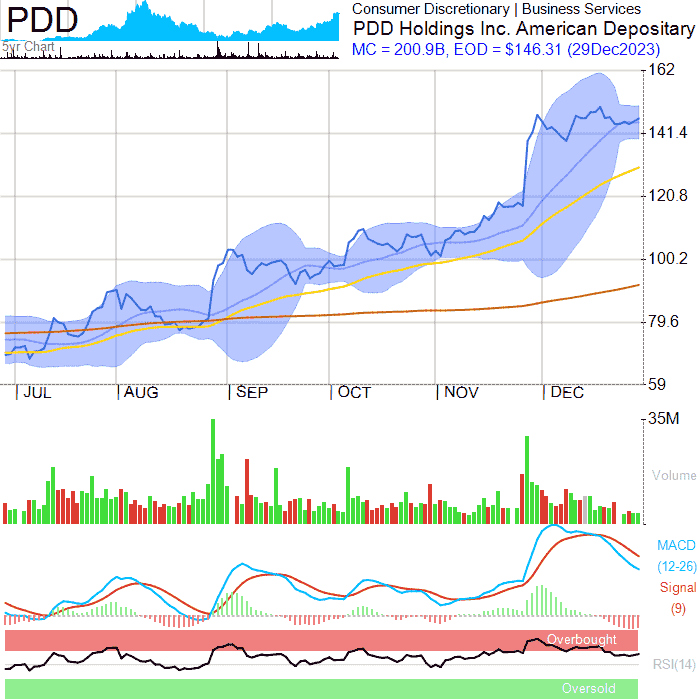 PDD
5yr Chart
Consumer Discretionary | Business Services
PDD Holdings Inc. American Depositary
MC = 200.9B, EOD = $146.31 (29Dec2023)
162
141.4
120.8
100.2
79.6
59
JUL AUG SEP OCT NOV DEC
35M
Volume
MACD
(12-26)
Signal
(9)
Overbought
RSI(14)
Oversold